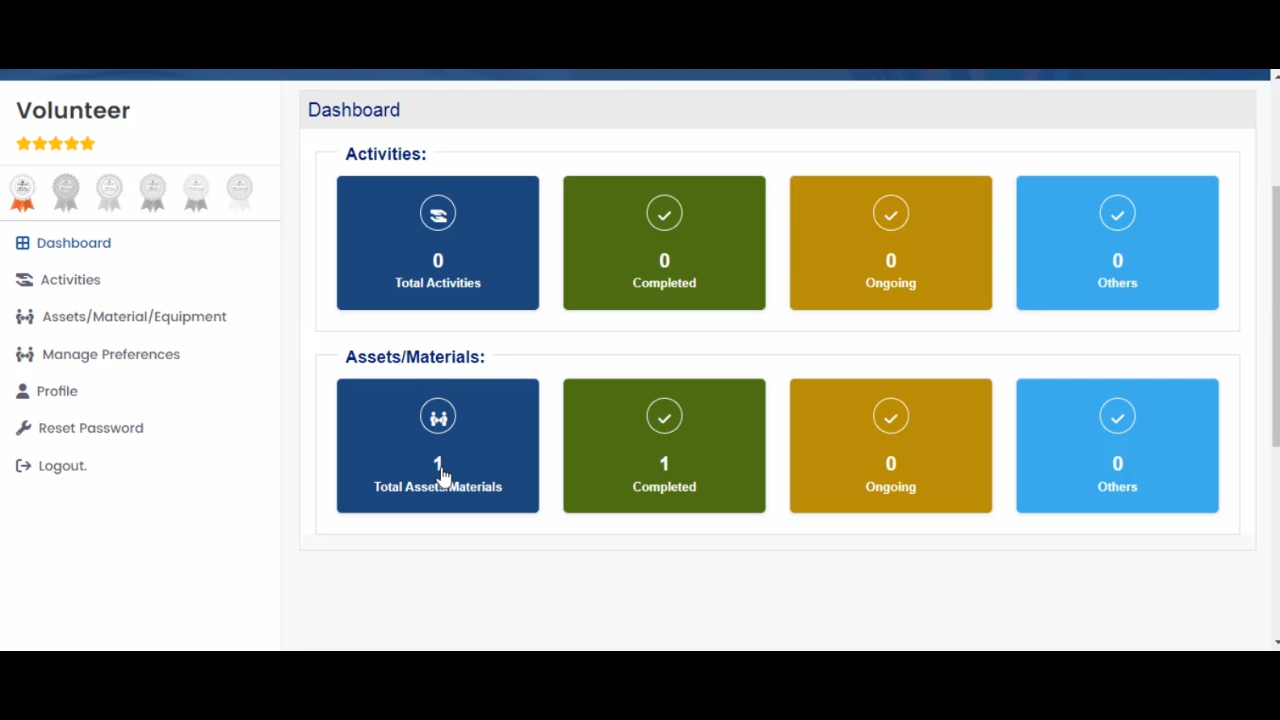 Volunteer
Dashboard
Activities
Assets/Material/Equipment
Manage Preferences
Profile
Reset Password
Logout.
Dashboard
Activities:
0
Total Activities
0
Completed
0
Ongoing
0
Others
Assets/Materials:
1
Total Assets/Materials
1
Completed
0
Ongoing
0
Others